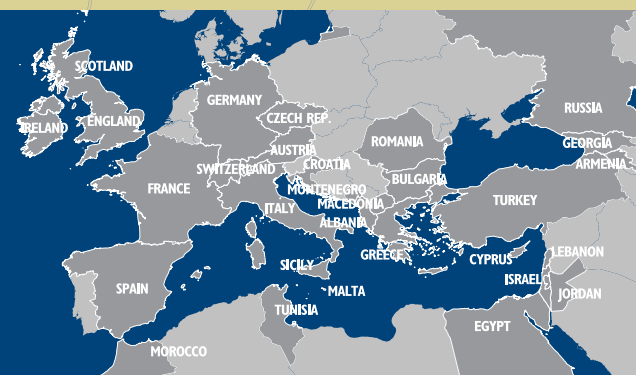 SCOTLAND
GERMANY
RUSSIA
IRELAND
ENGLAND
CZECH REP.
ROMANIA
GEORGIA
AUSTRIA
CROATIA
ARMENIA
SWITZERLAND
BULGARIA
FRANCE
MONTENEGRO
MACEDONIA
TURKEY
ITALY
ALBANIA
GREECE
CYPRUS
LEBANON
SICILY
ISRAEL
SPAIN
MALTA
JORDAN
TUNISIA
EGYPT
MOROCCO